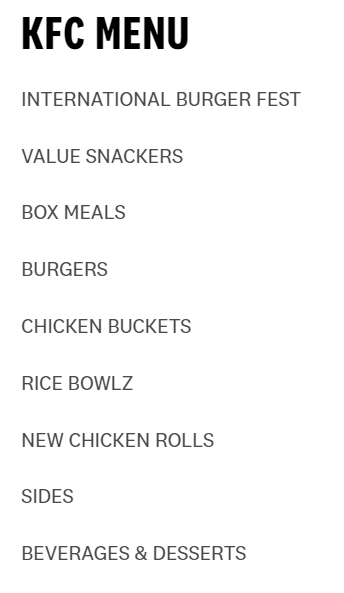 KFC MENU
INTERNATIONAL BURGER FEST
VALUE SNACKERS
BOX MEALS
BURGERS
CHICKEN BUCKETS
RICE BOWLZ
NEW CHICKEN ROLLS
SIDES
BEVERAGES & DESSERTS